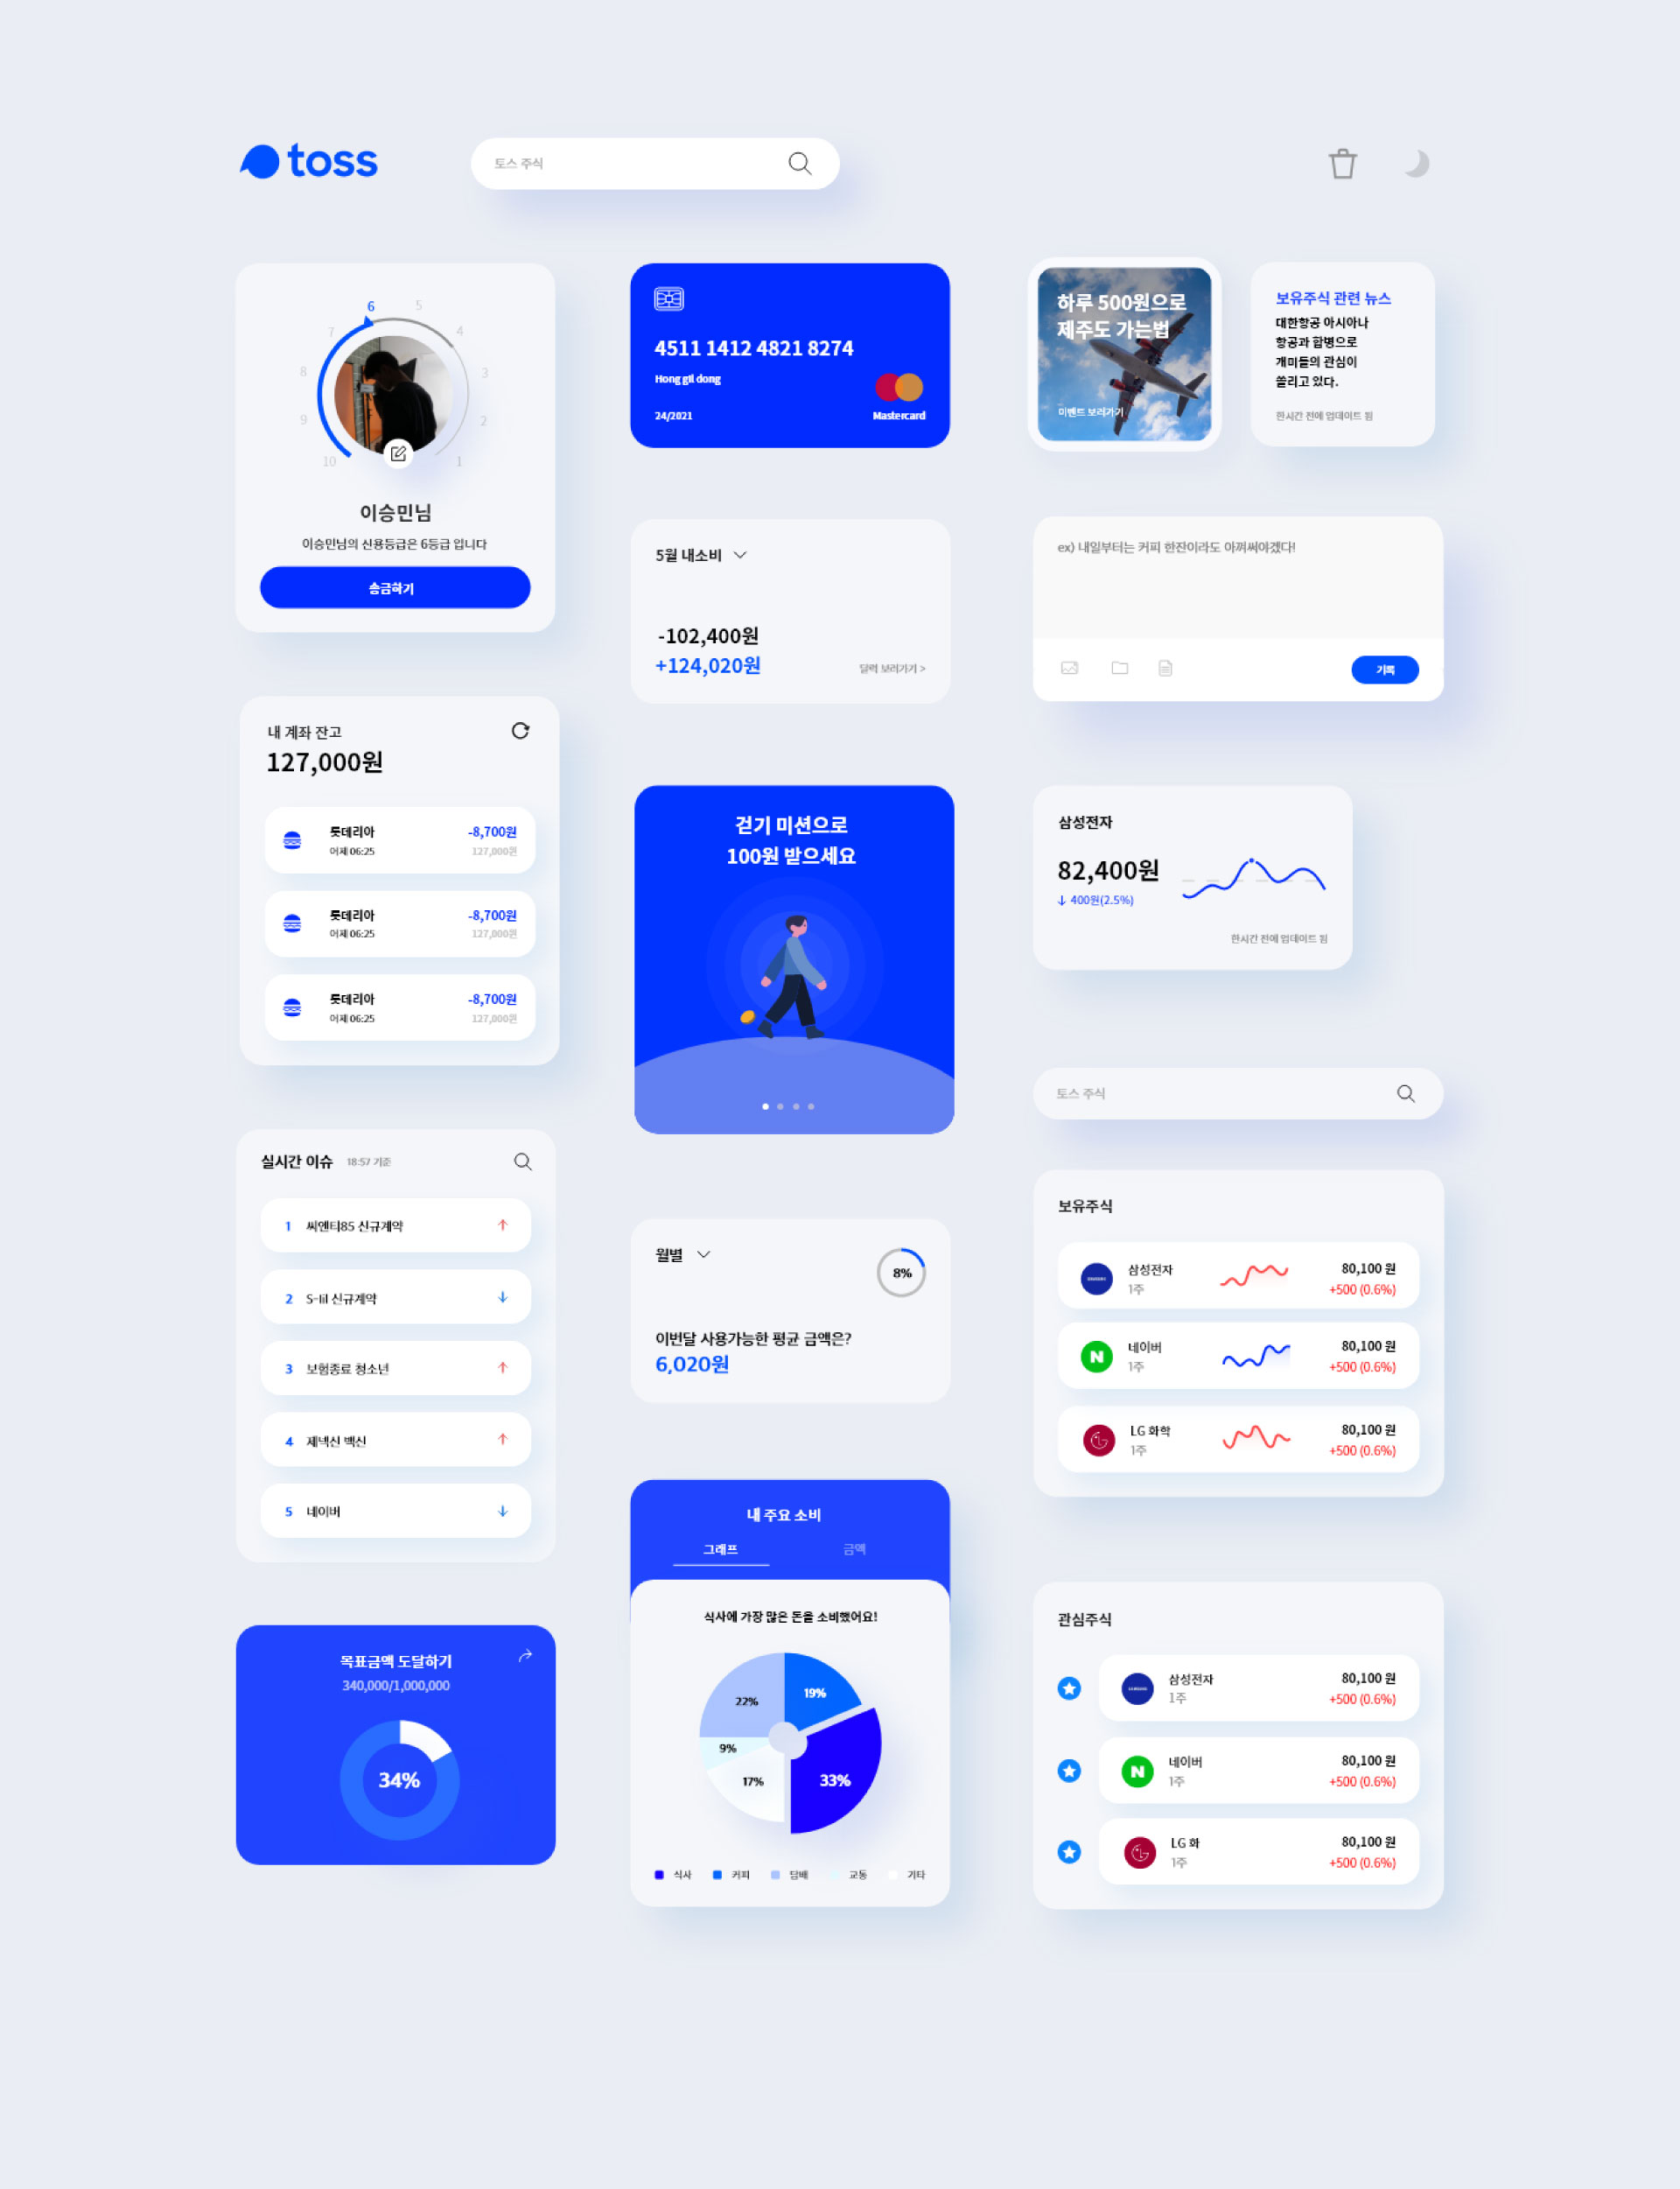 toss
토스 주식
6
5
7
4
8
3
9
2
10
1
이승민님
이승민님의 신용등급은 6등급 입니다
송금하기
4511 1412 4821 8274
Hong gil dong
24/2021
Mastercard
하루 500원으로
제주도 가는법
이벤트 보러가기
보유주식 관련 뉴스
대한항공 아시아나
항공과 합병으로
개미들의 관심이
쏠리고 있다.
한시간 전에 업데이트 됨
5월 내소비
-102,400원
+124,020원
달력 보러가기 >
ex) 내일부터는 커피 한잔이라도 아껴써야겠다!
기록
내 계좌 잔고
127,000원
롯데리아
-8,700원
어제 06:25
127,000원
롯데리아
-8,700원
어제 06:25
127,000원
롯데리아
-8,700원
어제 06:25
127,000원
걷기 미션으로
100원 받으세요
삼성전자
82,400원
↓ 400원(2.5%)
한시간 전에 업데이트 됨
토스 주식
실시간 이슈 18:57 기준
1 씨엔티85 신규계약
2 S-lil 신규계약
3 보험종료 청소년
4 제넥신 백신
5 네이버
월별
8%
이번달 사용가능한 평균 금액은?
6,020원
보유주식
삼성전자
1주
80,100 원
+500 (0.6%)
N
네이버
1주
80,100 원
+500 (0.6%)
LG 화학
1주
80,100 원
+500 (0.6%)
목표금액 도달하기
340,000/1,000,000
34%
내 주요 소비
그래프
금액
식사에 가장 많은 돈을 소비했어요!
22%
19%
9%
17%
33%
식사
커피
담배
교통
기타
관심주식
삼성전자
1주
80,100 원
+500 (0.6%)
N
네이버
1주
80,100 원
+500 (0.6%)
LG 화
1주
80,100 원
+500 (0.6%)